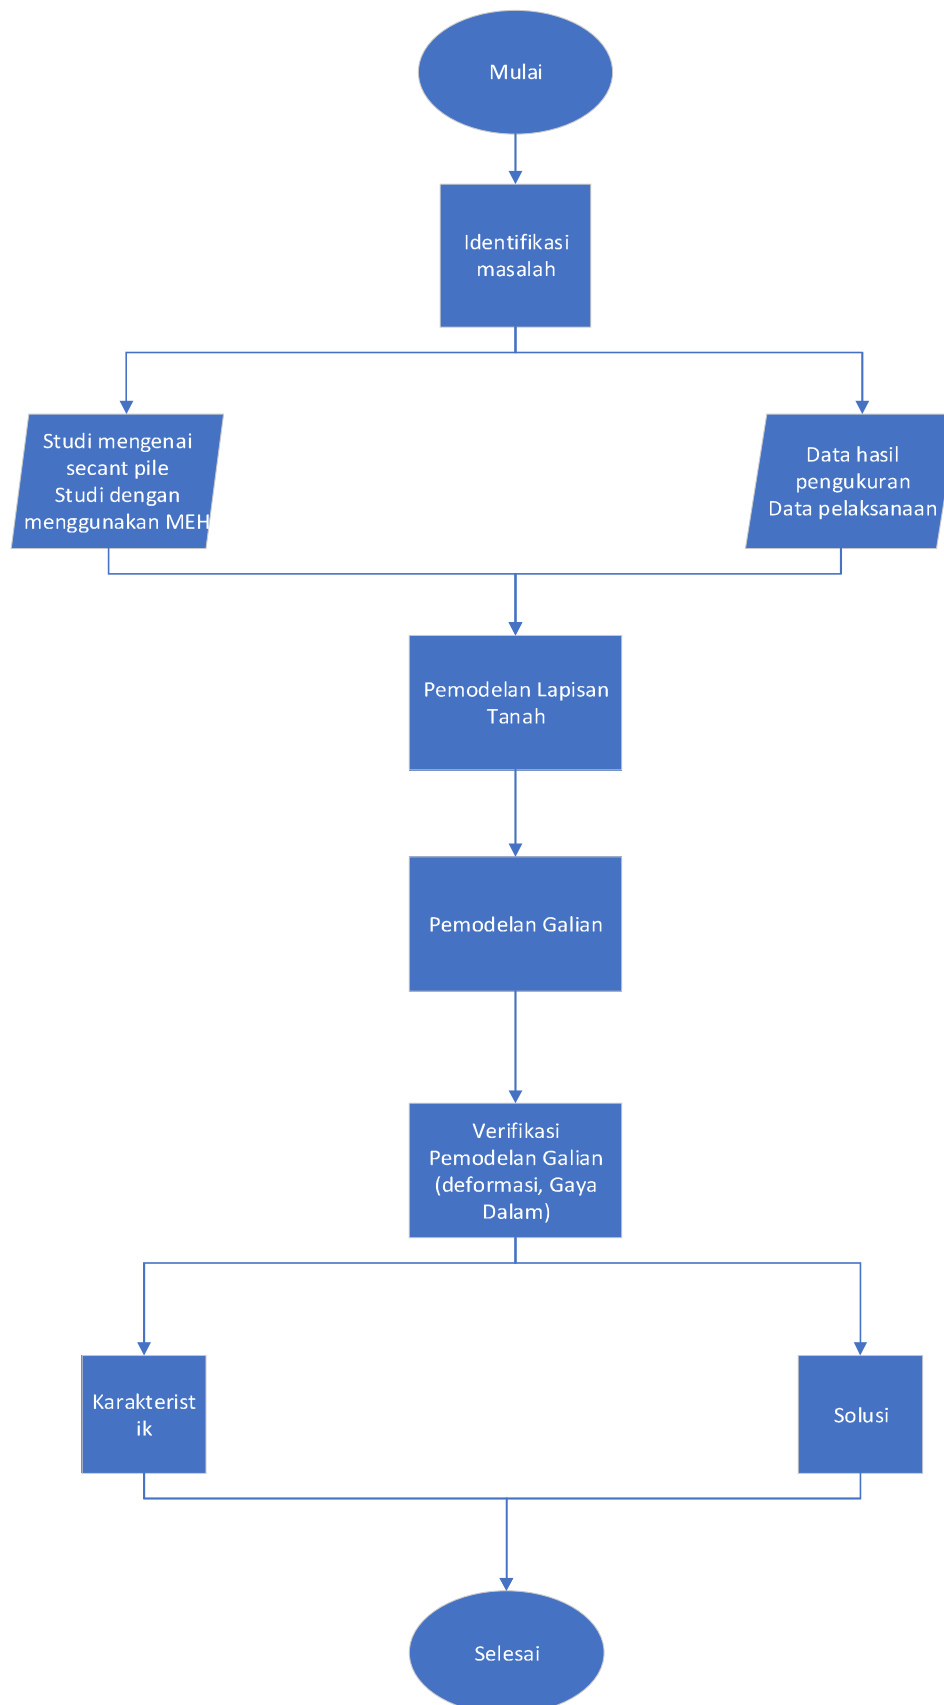 Mulai
Identifikasi
masalah
Studi mengenai
secant pile
Studi dengan
menggunakan MEH
Data hasil
pengukuran
Data pelaksanaan
Pemodelan Lapisan
Tanah
Pemodelan Galian
Verifikasi
Pemodelan Galian
(deformasi, Gaya
Dalam)
Karakterist
ik
Solusi
Selesai